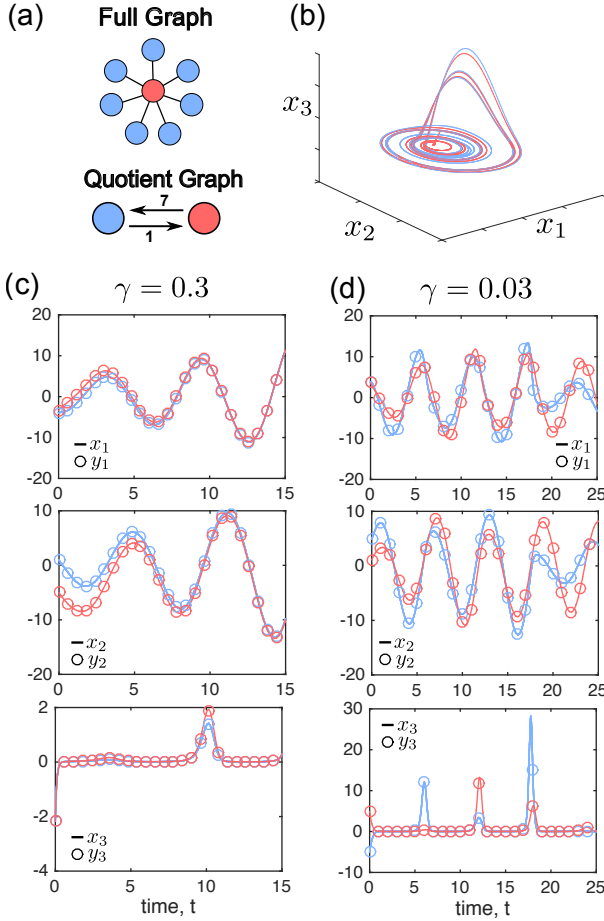 (a)
Full Graph
Quotient Graph
7
1
(b)
x₃
x₂
x₁
(c)
γ = 0.3
20
10
0
-10
-20
x₁
y₁
0
5
10
15
10
0
-10
-20
x₂
y₂
0
5
10
15
2
0
-2
-4
x₃
y₃
0
5
10
15
time, t
(d)
γ = 0.03
20
10
0
-10
-20
x₁
y₁
0 5 10 15 20 25
10
0
-10
-20
x₂
y₂
0 5 10 15 20 25
30
20
10
0
-10
x₃
y₃
0 5 10 15 20 25
time, t